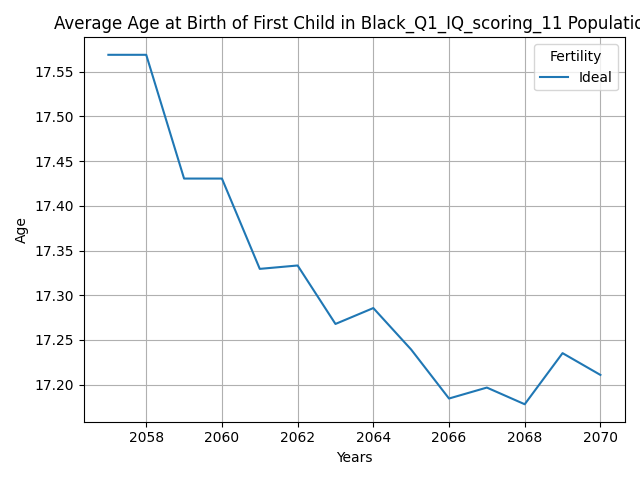 Average Age at Birth of First Child in Black_Q1_IQ_scoring_11 Populatio
Fertility
Ideal
17.55
17.50
17.45
17.40
17.35
17.30
17.25
17.20
Age
2058 2060 2062 2064 2066 2068 2070
Years